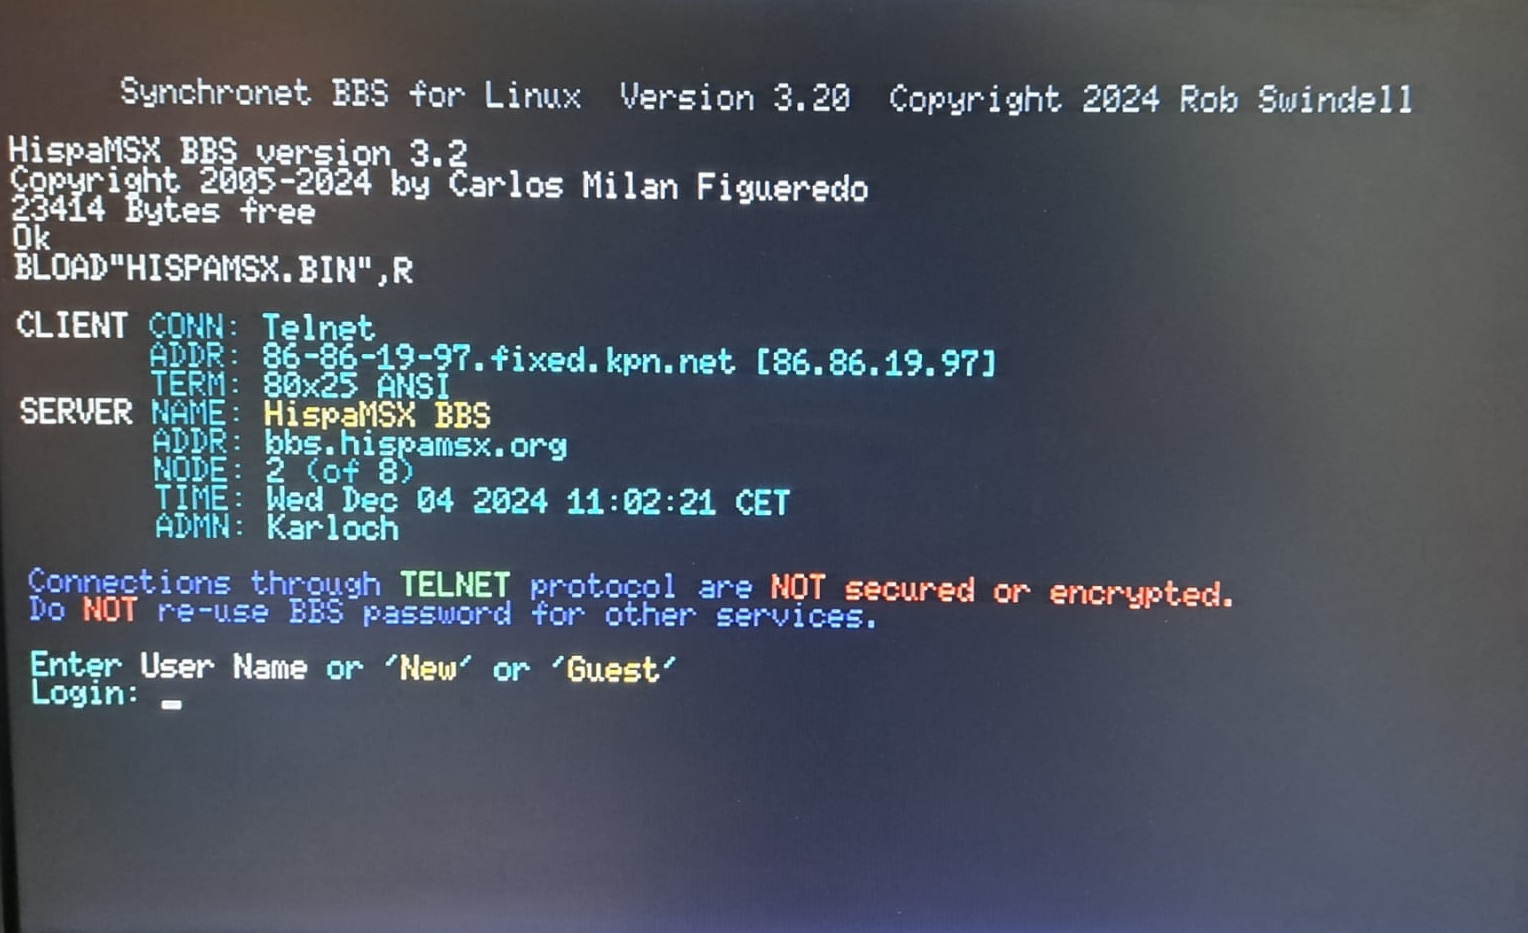 Synchronet BBS for Linux  Version 3.20  Copyright 2024 Rob Swindell
HispaMSX BBS version 3.2
Copyright 2005-2024 by Carlos Milan Figueredo
23414 Bytes free
Ok
BLOAD"HISPAMSX.BIN",R
CLIENT CONN: Telnet
ADDR: 86-86-19-97.fixed.kpn.net [86.86.19.97]
TERM: 80x25 ANSI
SERVER NAME: HispaMSX BBS
ADDR: bbs.hispamsx.org
NODE: 2 (of 8)
TIME: Wed Dec 04 2024 11:02:21 CET
ADMN: Karloch
Connections through TELNET protocol are NOT secured or encrypted.
Do NOT re-use BBS password for other services.
Enter User Name or 'New' or 'Guest'
Login: _